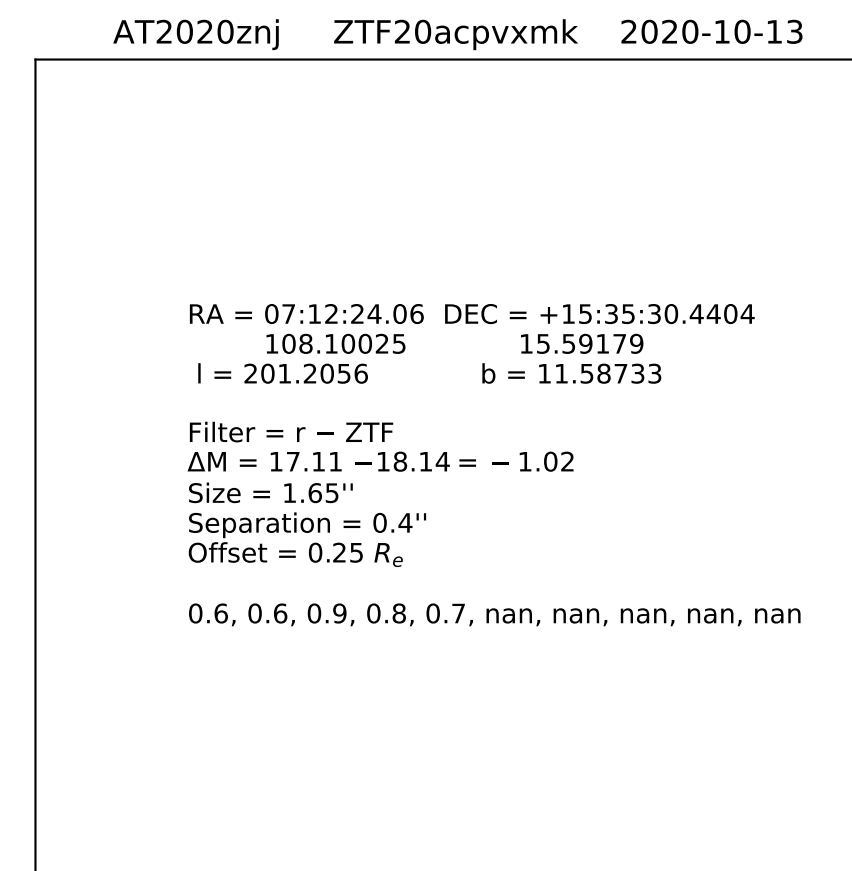 AT2020znj ZTF20acpvxmk 2020-10-13
RA = 07:12:24.06 DEC = +15:35:30.4404
108.10025 15.59179
l = 201.2056 b = 11.58733
Filter = r − ZTF
ΔM = 17.11 −18.14 = − 1.02
Size = 1.65''
Separation = 0.4''
Offset = 0.25 Re
0.6, 0.6, 0.9, 0.8, 0.7, nan, nan, nan, nan, nan